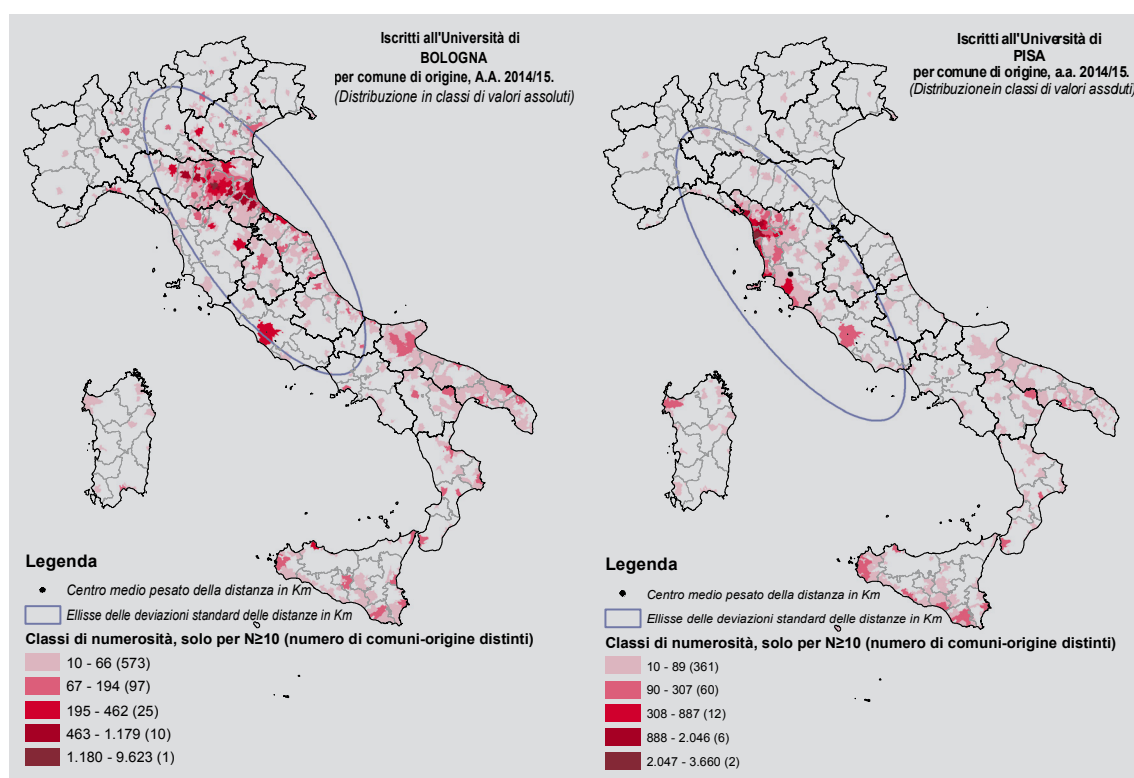 Iscritti all'Università di
BOLOGNA
per comune di origine, A.A. 2014/15.
(Distribuzione in classi di valori assoluti)
Legenda
Centro medio pesato della distanza in Km
Ellisse delle deviazioni standard delle distanze in Km
Classi di numerosità, solo per N≥10 (numero di comuni-origine distinti)
10 - 66 (573)
67 - 194 (97)
195 - 462 (25)
463 - 1.179 (10)
1.180 - 9.623 (1)
Iscritti all'Università di
PISA
per comune di origine, a.a. 2014/15.
(Distribuzione in classi di valori assoluti)
Legenda
Centro medio pesato della distanza in Km
Ellisse delle deviazioni standard delle distanze in Km
Classi di numerosità, solo per N≥10 (numero di comuni-origine distinti)
10 - 89 (361)
90 - 307 (60)
308 - 887 (12)
888 - 2.046 (6)
2.047 - 3.660 (2)